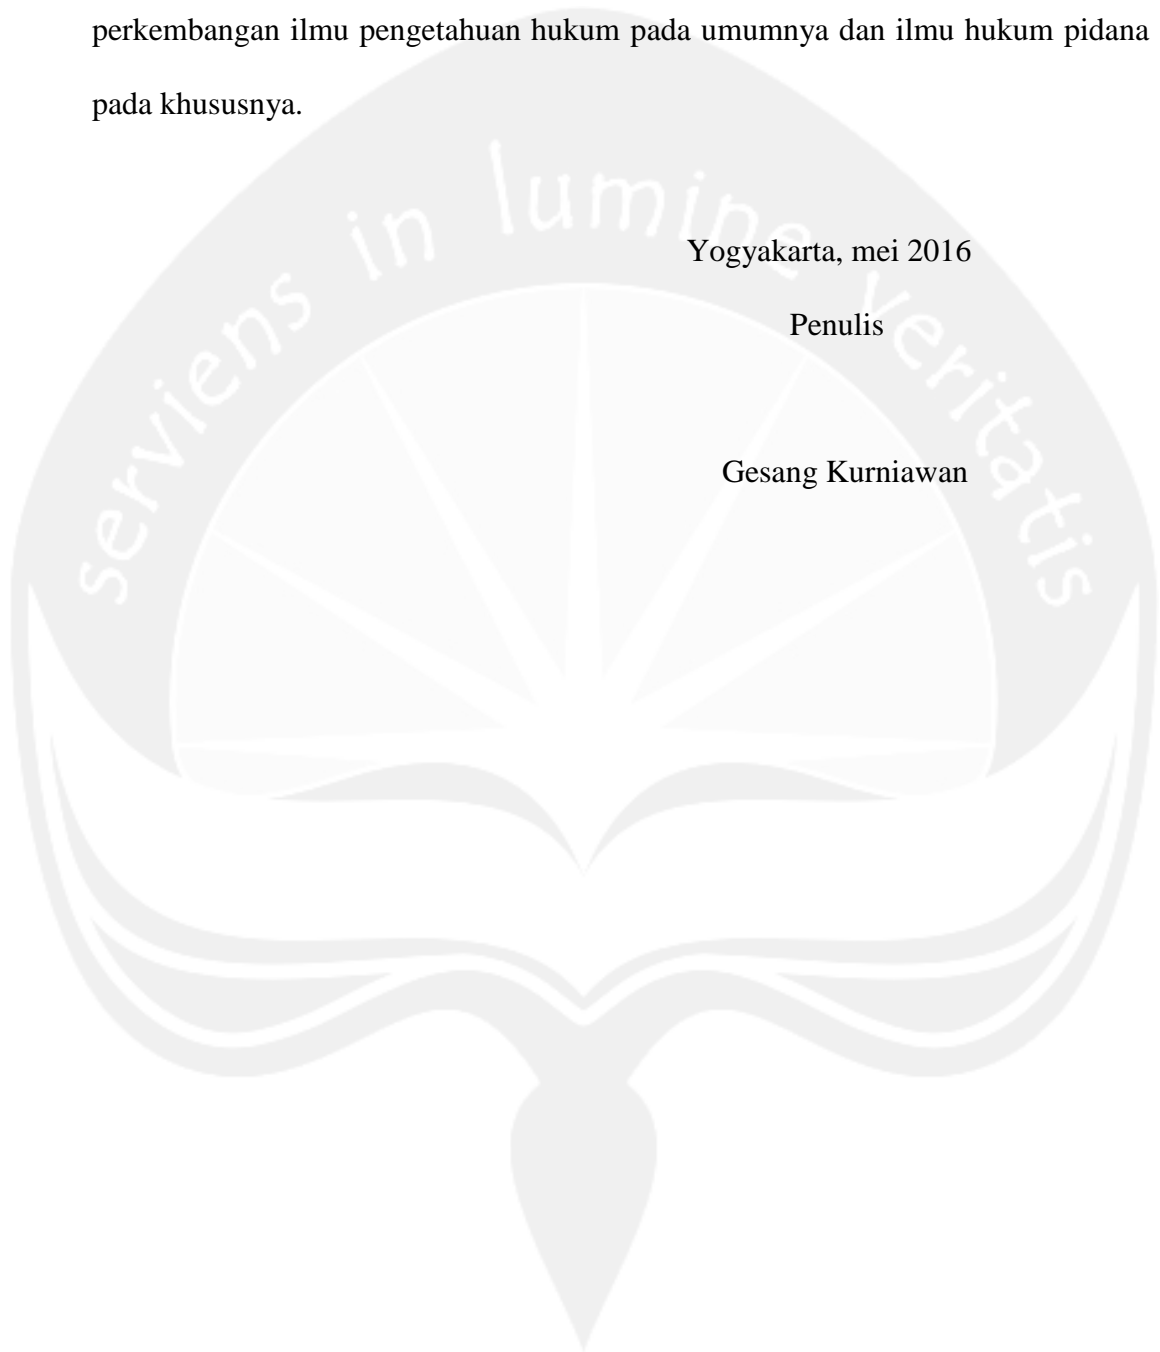 perkembangan ilmu pengetahuan hukum pada umumnya dan ilmu hukum pidana
pada khususnya.
serviens in lumine veritatis
Yogyakarta, mei 2016
Penulis
Gesang Kurniawan